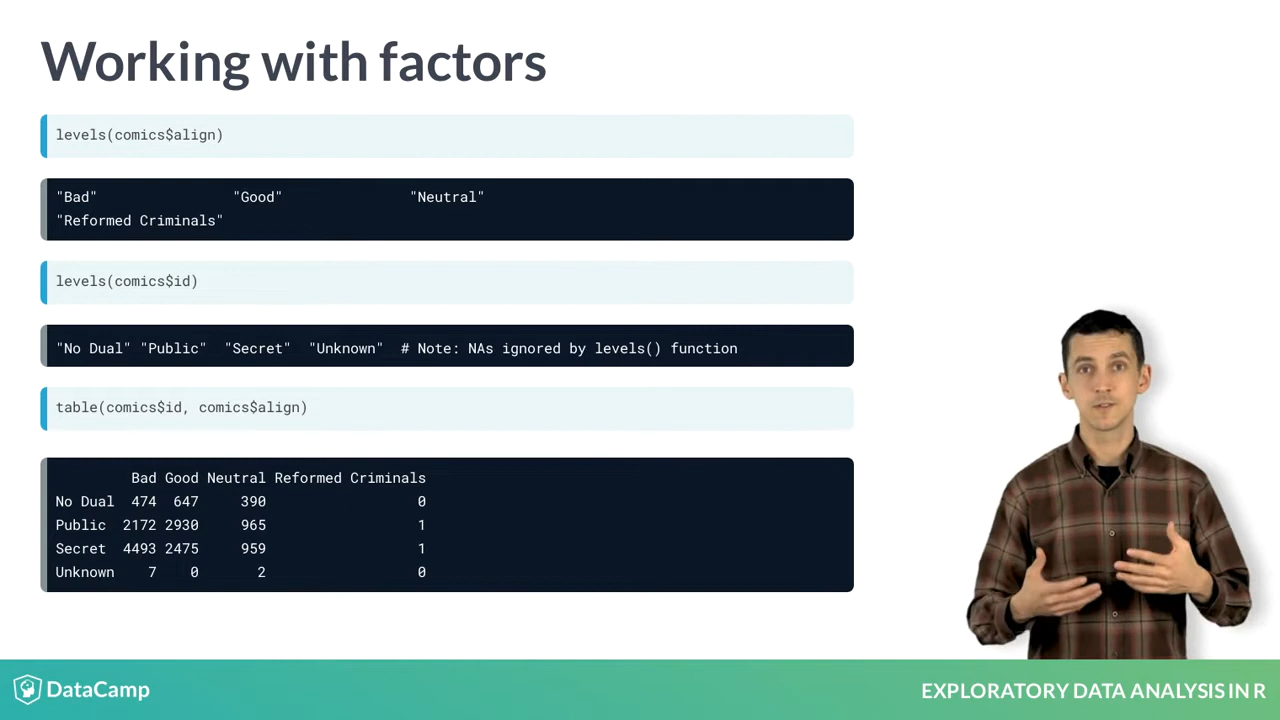 Working with factors
levels(comics$align)
"Bad" "Good" "Neutral"
"Reformed Criminals"
levels(comics$id)
"No Dual" "Public" "Secret" "Unknown" # Note: NAs ignored by levels() function
table(comics$id, comics$align)
Bad Good Neutral Reformed Criminals
No Dual 474 647 390 0
Public 2172 2930 965 1
Secret 4493 2475 959 1
Unknown 7 0 2 0
DataCamp
EXPLORATORY DATA ANALYSIS IN R